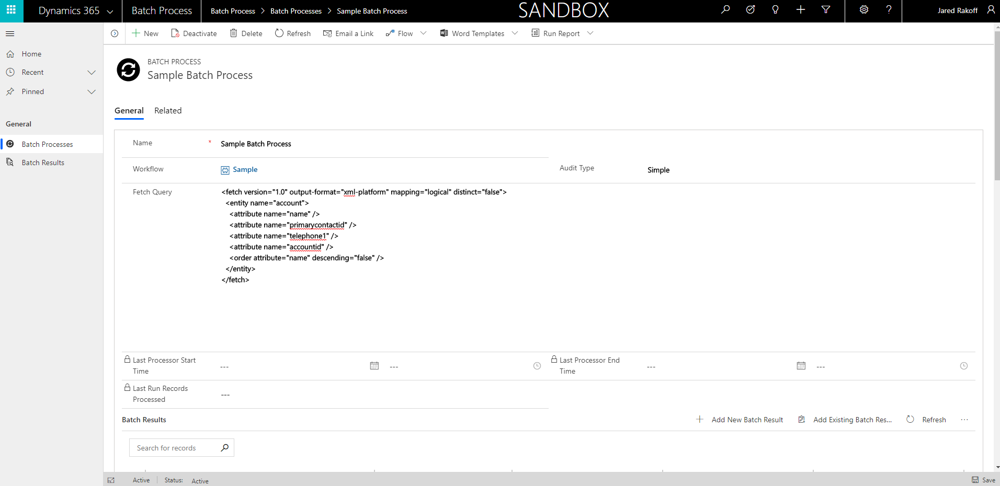 Dynamics 365
Batch Process
Batch Process > Batch Processes > Sample Batch Process
SANDBOX
?
Jared Rakoff
New
Deactivate
Delete
Refresh
Email a Link
Flow
Word Templates
Run Report
Home
Recent
Pinned
General
Batch Processes
Batch Results
BATCH PROCESS
Sample Batch Process
General
Related
Name
*
Sample Batch Process
Workflow
Sample
Audit Type
Simple
Fetch Query
<fetch version="1.0" output-format="xml-platform" mapping="logical" distinct="false">
<entity name="account">
<attribute name="name" />
<attribute name="primarycontactid" />
<attribute name="telephone1" />
<attribute name="accountid" />
<order attribute="name" descending="false" />
</entity>
</fetch>
Last Processor Start
Time
---
---
Last Processor End
Time
---
---
Last Run Records
Processed
---
Batch Results
Add New Batch Result
Add Existing Batch Res...
Refresh
...
Search for records
Active
Status:
Active
Save